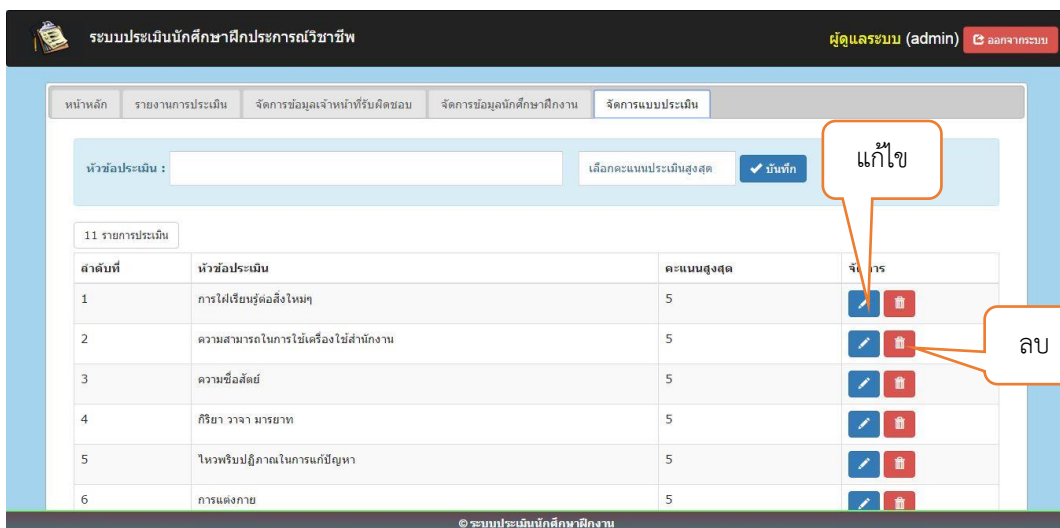 ระบบประเมินนักศึกษาฝึกประการณ์วิชาชีพ ผู้ดูแลระบบ (admin) ออกจากระบบ
หน้าหลัก รายงานการประเมิน จัดการข้อมูลเจ้าหน้าที่รับผิดชอบ จัดการข้อมูลนักศึกษาฝึกงาน จัดการแบบประเมิน
แก้ไข
หัวข้อประเมิน : เลือกคะแนนประเมินสูงสุด บันทึก
11 รายการประเมิน
ลำดับที่ หัวข้อประเมิน คะแนนสูงสุด จัดการ
1 การใฝ่เรียนรู้ต่อสิ่งใหม่ๆ 5
2 ความสามารถในการใช้เครื่องใช้สำนักงาน 5
ลบ
3 ความซื่อสัตย์ 5
4 กิริยา วาจา มารยาท 5
5 ไหวพริบปฏิภาณในการแก้ปัญหา 5
6 การแต่งกาย 5
© ระบบประเมินนักศึกษาฝึกงาน